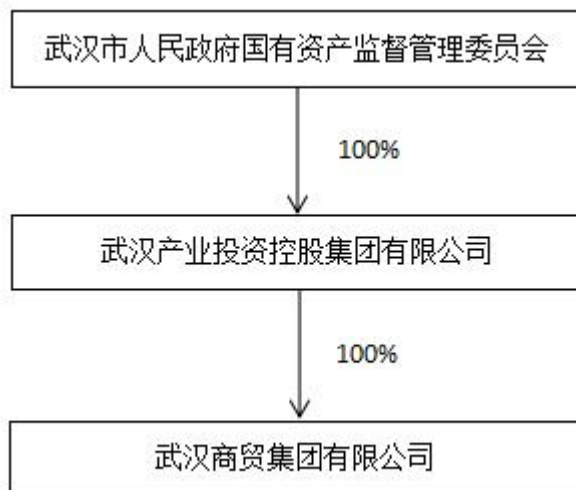 武汉市人民政府国有资产监督管理委员会
100%
武汉产业投资控股集团有限公司
100%
武汉商贸集团有限公司